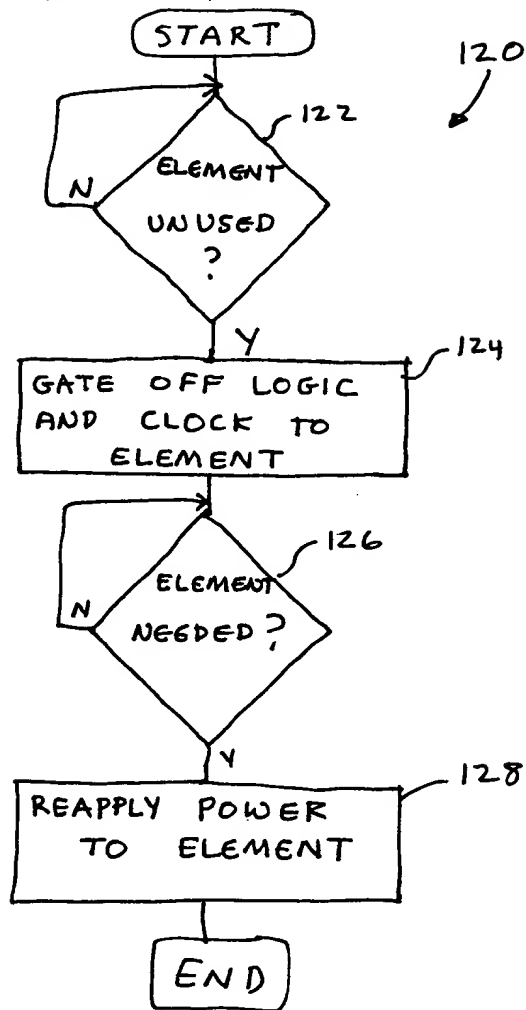 START
120
122
N
ELEMENT
UNUSED
?
Y
124
GATE OFF LOGIC
AND CLOCK TO
ELEMENT
126
N
ELEMENT
NEEDED?
Y
128
REAPPLY POWER
TO ELEMENT
END